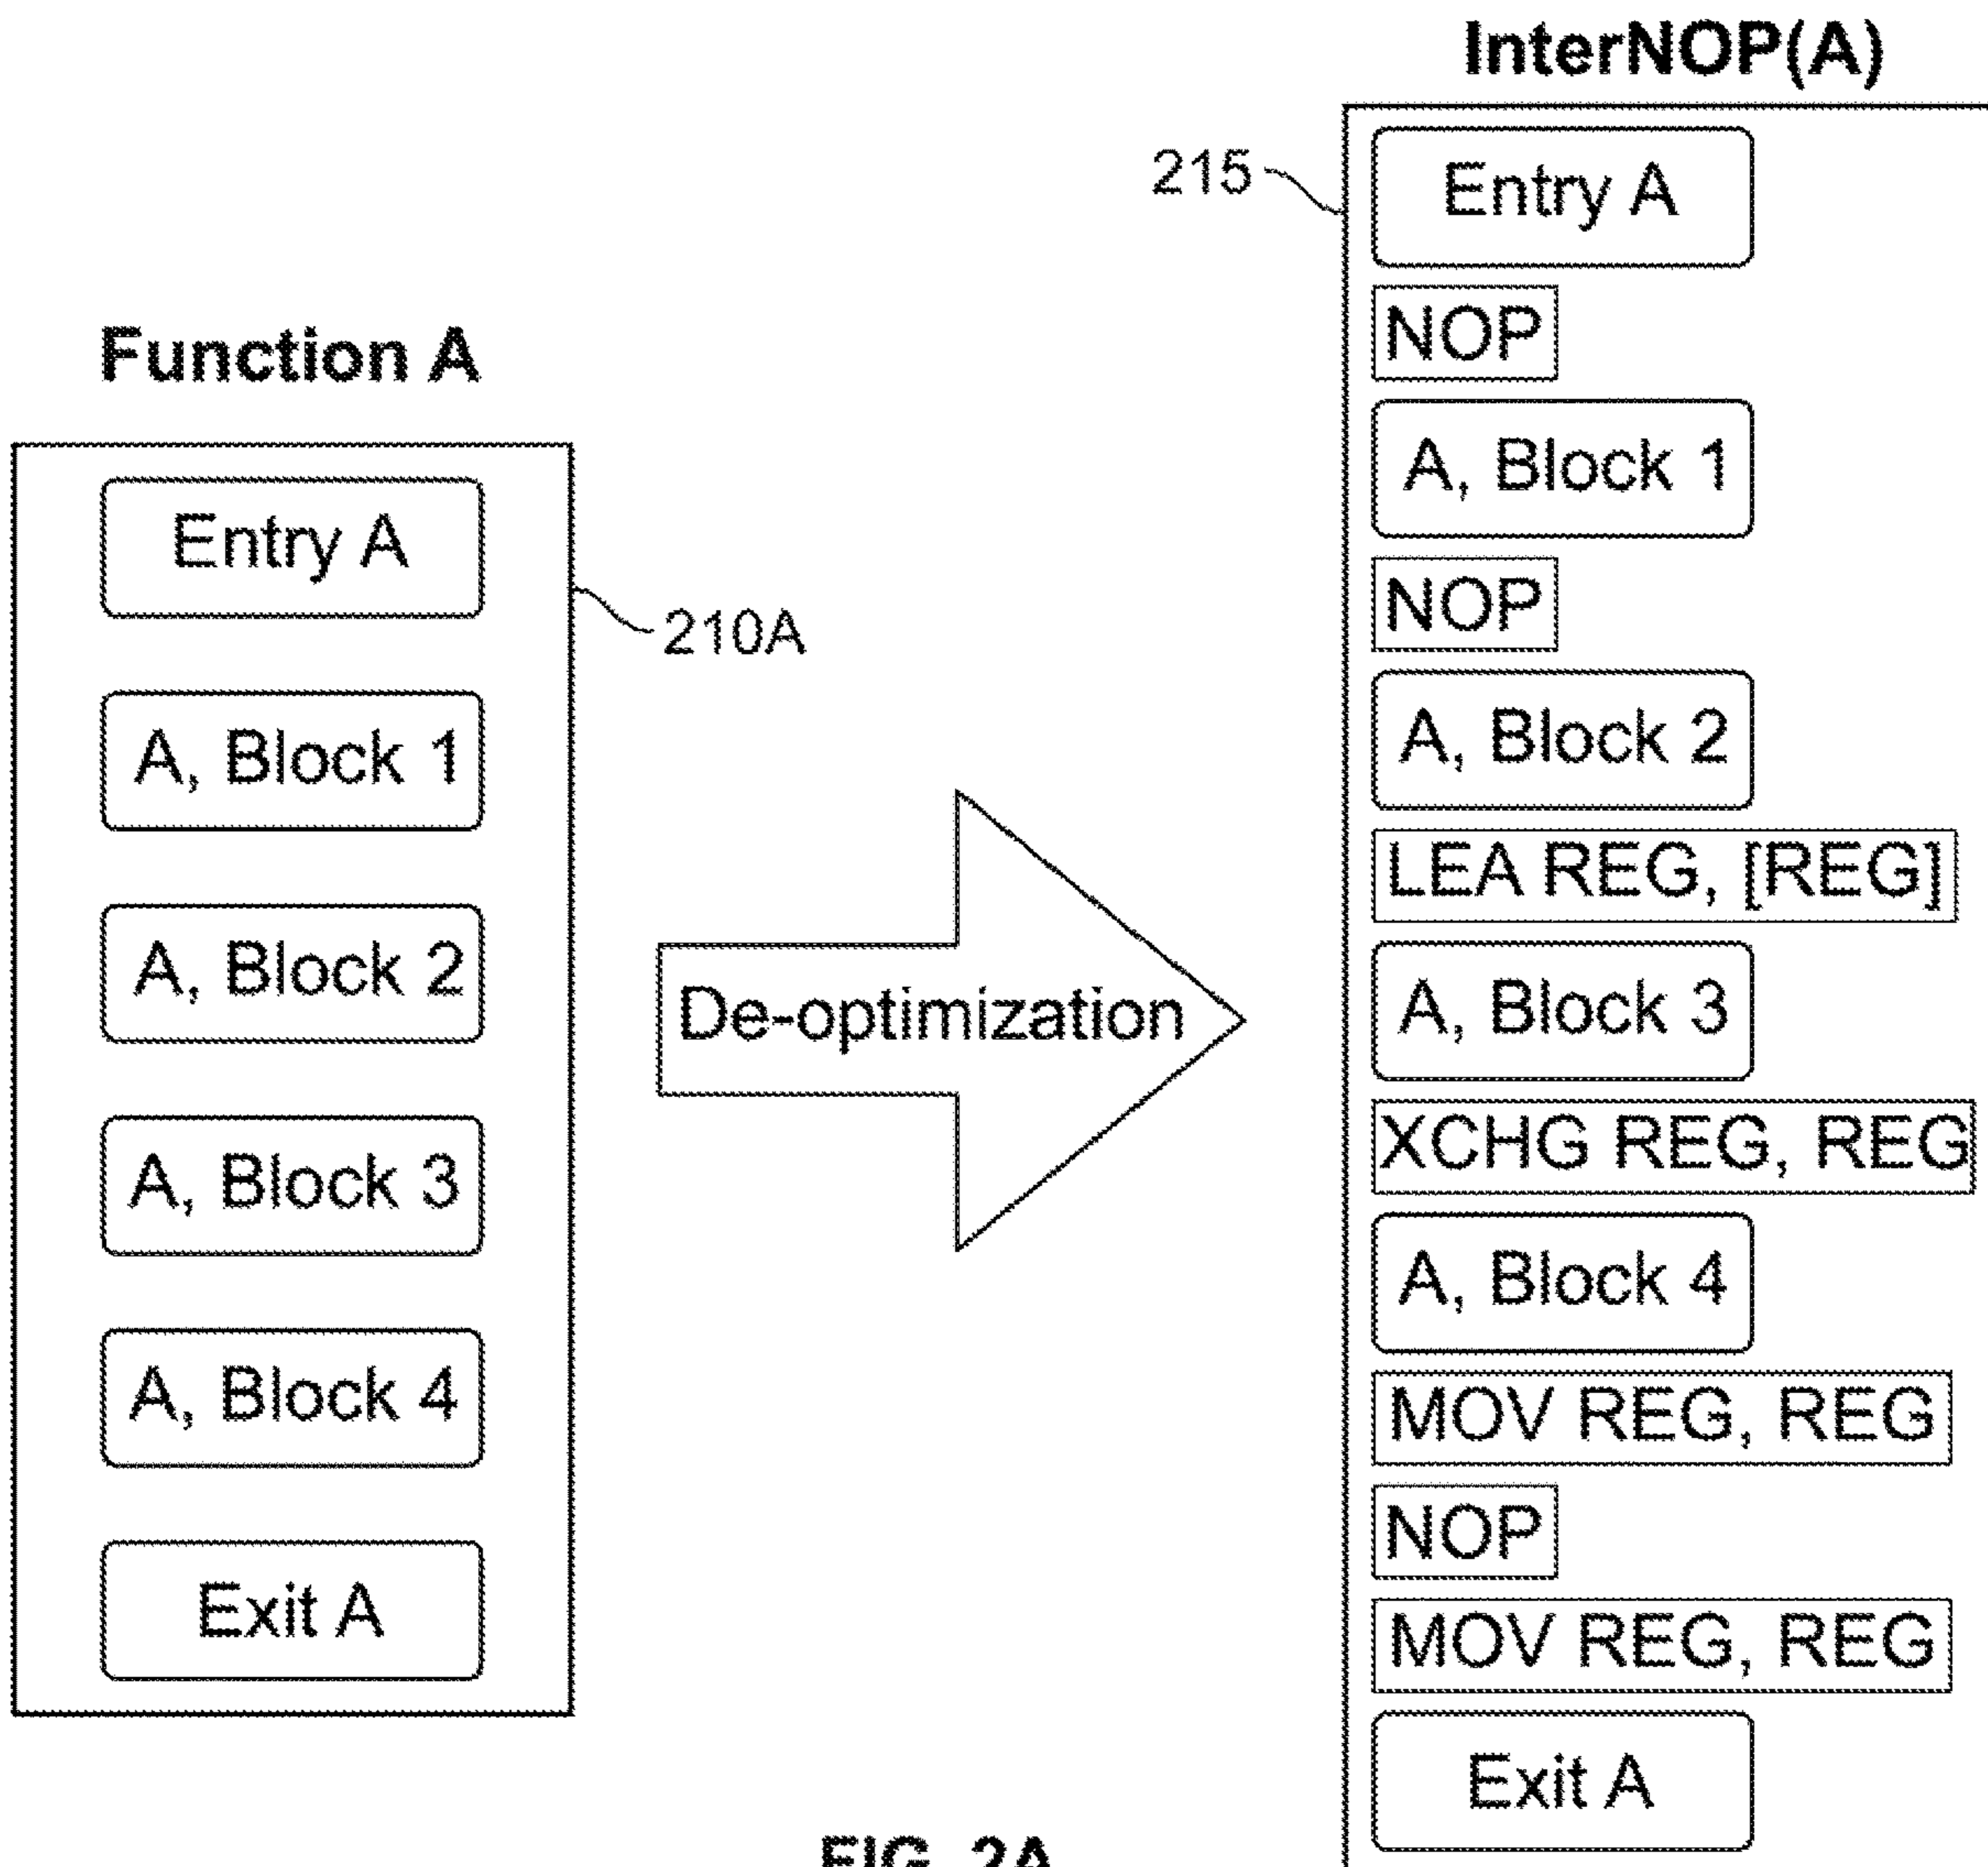 Function A
Entry A
210A
A, Block 1
A, Block 2
A, Block 3
A, Block 4
Exit A
De-optimization
InterNOP(A)
215
Entry A
NOP
A, Block 1
NOP
A, Block 2
LEA REG, [REG]
A, Block 3
XCHG REG, REG
A, Block 4
MOV REG, REG
NOP
MOV REG, REG
Exit A
FIG. 2A